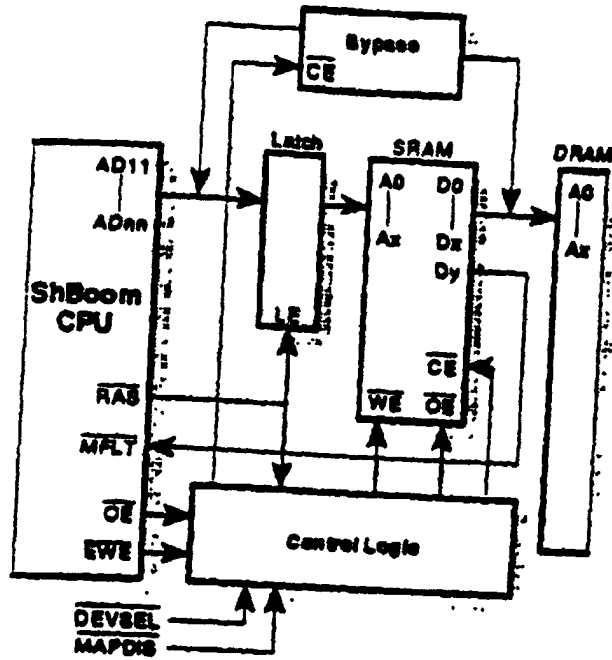 Bypass
CE
Latch
SRAM
DRAM
AD11
ADnn
A0
D0
A0
Ax
Dx
Ax
Dy
ShBoom
CPU
LE
CE
RAS
WE
OE
MFLT
OE
Control Logic
EWE
DEVSEL
MAPDIS